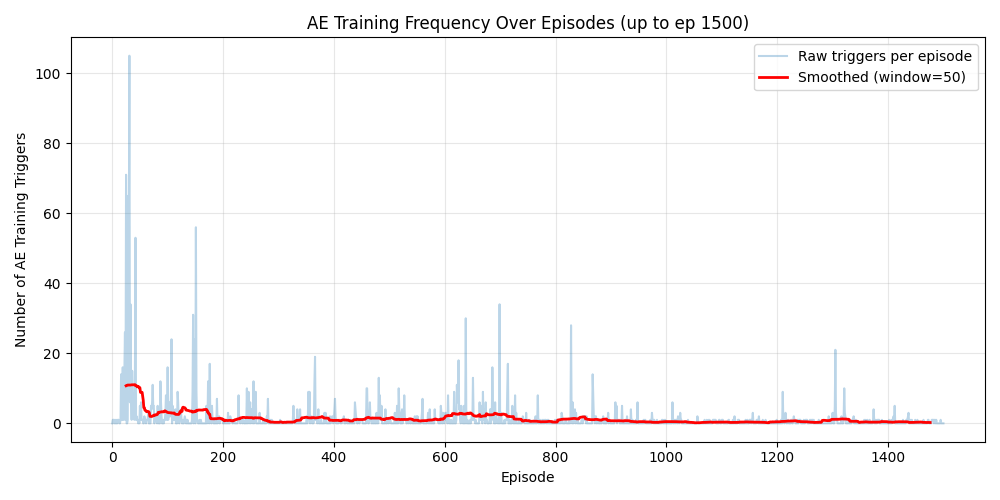 AE Training Frequency Over Episodes (up to ep 1500)
Raw triggers per episode
Smoothed (window=50)
Number of AE Training Triggers
100
80
60
40
20
0
0 200 400 600 800 1000 1200 1400
Episode